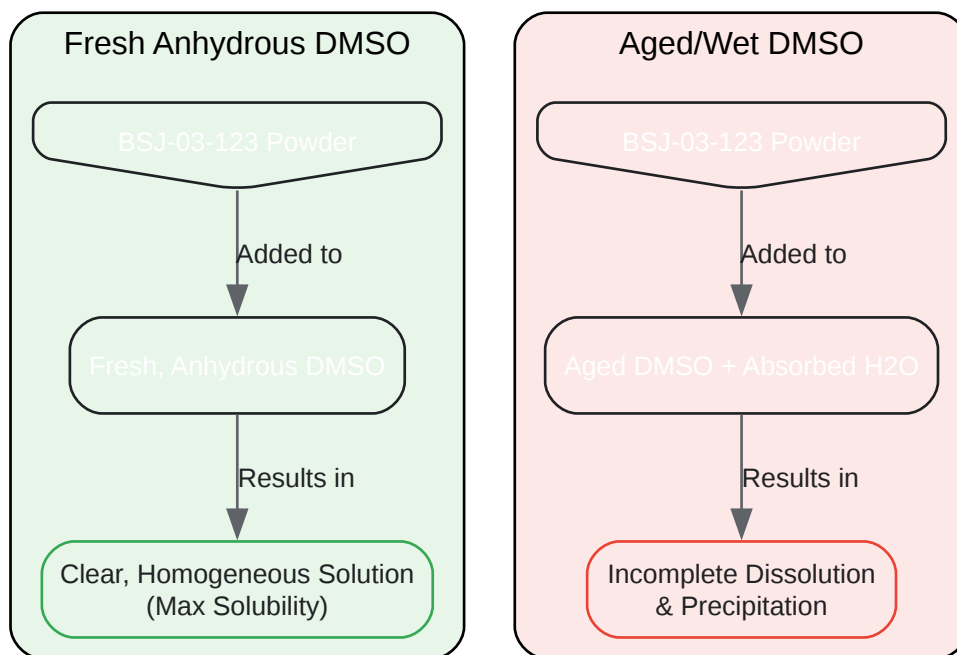 Fresh Anhydrous DMSO
BSJ-03-123 Powder
Added to
Fresh, Anhydrous DMSO
Results in
Clear, Homogeneous Solution
(Max Solubility)
Aged/Wet DMSO
BSJ-03-123 Powder
Added to
Aged DMSO + Absorbed H2O
Results in
Incomplete Dissolution
& Precipitation